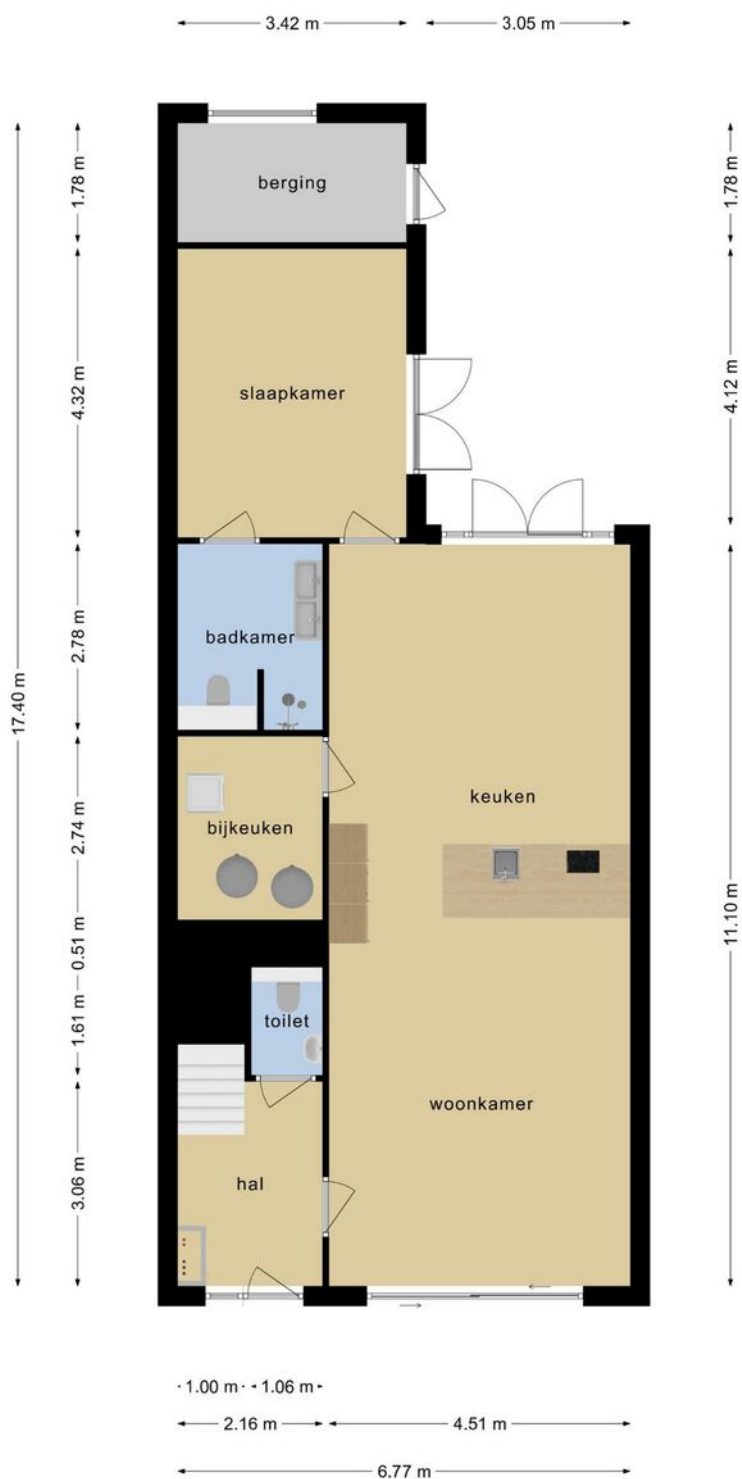 3.42 m
3.05 m
berging
1.78 m
1.78 m
slaapkamer
4.32 m
4.12 m
badkamer
2.78 m
17.40 m
keuken
bijkeuken
2.74 m
11.10 m
0.51 m
toilet
1.61 m
woonkamer
hal
3.06 m
1.00 m
1.06 m
2.16 m
4.51 m
6.77 m